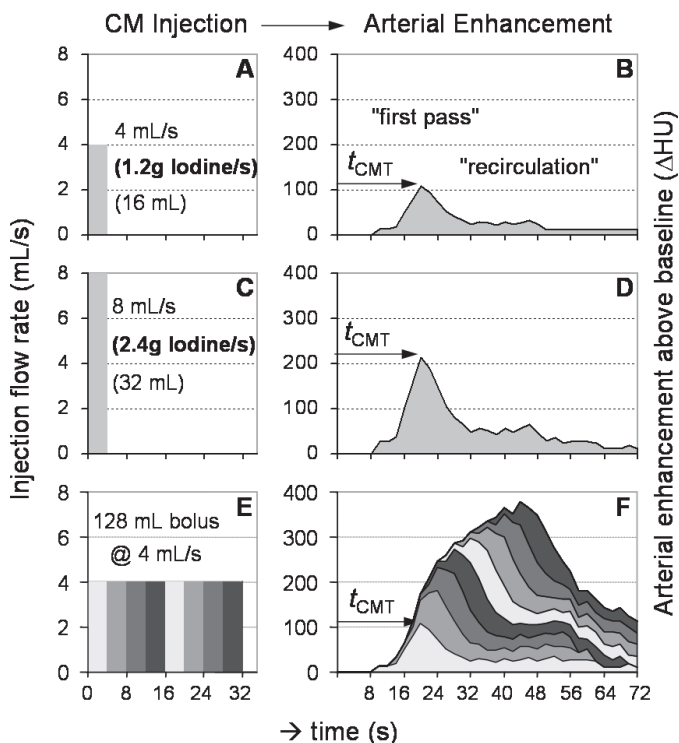 CM Injection → Arterial Enhancement
Injection flow rate (mL/s)
Arterial enhancement above baseline (ΔHU)
A
8
6
4
2
0
4 mL/s
(1.2g Iodine/s)
(16 mL)
B
400
300
200
100
0
"first pass"
tCMT
"recirculation"
C
8
6
4
2
0
8 mL/s
(2.4g Iodine/s)
(32 mL)
D
400
300
200
100
0
tCMT
E
8
6
4
2
0
128 mL bolus
@ 4 mL/s
0 8 16 24 32
F
400
300
200
100
0
tCMT
8 16 24 32 40 48 56 64 72
→ time (s)